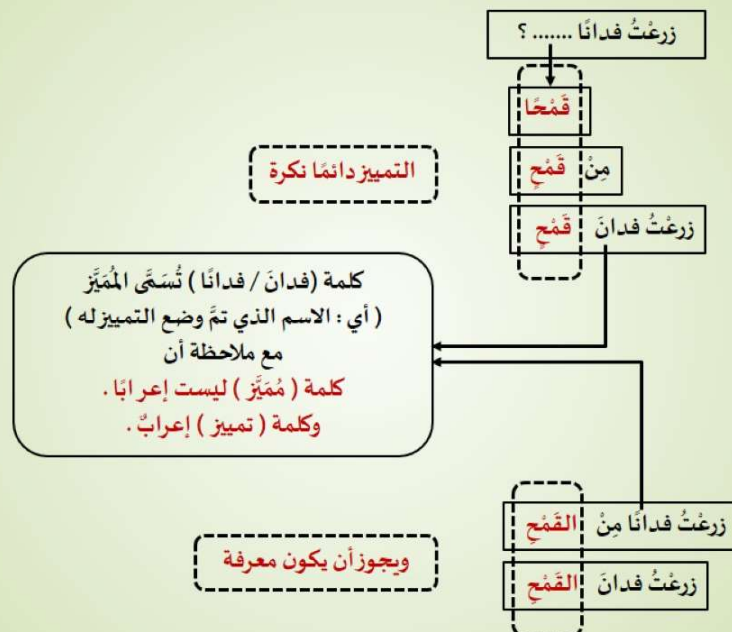 زرعْتُ فدانًا ....... ؟
قَمْحًا
مِنْ قَمْحٍ
التمييز دائمًا نكرة
زرعْتُ فدانَ قَمْحٍ
كلمة (فدانَ / فدانًا ) تُسَمَّى المُمَيَّز
( أي : الاسم الذي تمَّ وضع التمييز له )
مع ملاحظة أن
كلمة ( مُمَيَّز ) ليست إعرابًا .
وكلمة ( تمييز ) إعرابٌ .
زرعْتُ فدانًا مِنْ القَمْحِ
ويجوز أن يكون معرفة
زرعْتُ فدانَ القَمْحِ